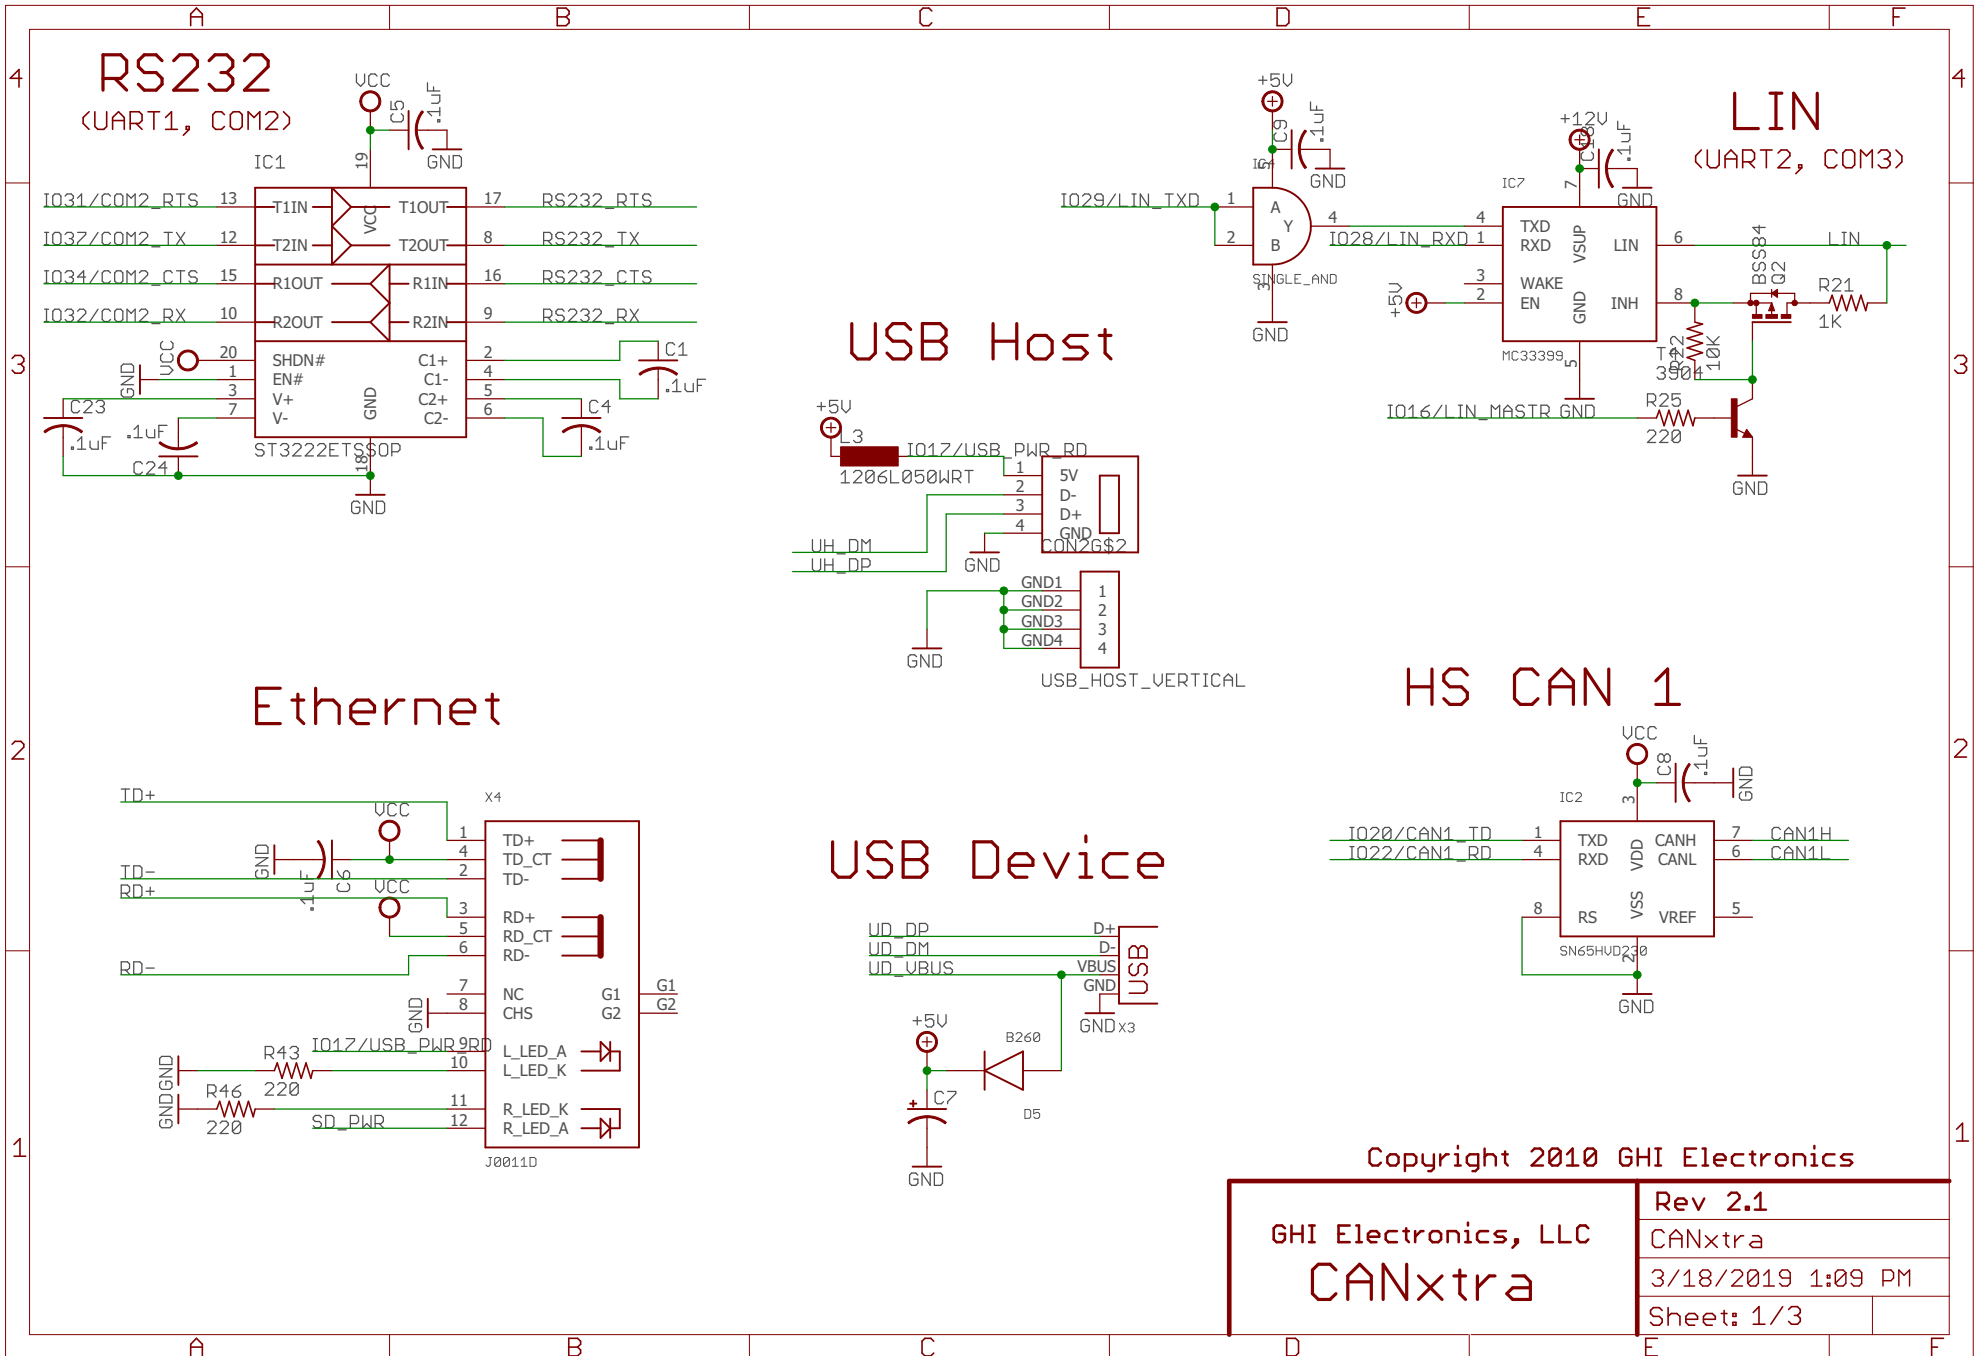 A B C D E F
4 4
3 3
2 2
1 1
RS232
(UART1, COM2)
VCC
C5
.1uF
GND
19
IC1
IO31/COM2_RTS 13 T1IN T1OUT 17 RS232_RTS
VCC
IO37/COM2_TX 12 T2IN T2OUT 8 RS232_TX
IO34/COM2_CTS 15 R1OUT R1IN 16 RS232_CTS
IO32/COM2_RX 10 R2OUT R2IN 9 RS232_RX
VCC 20 SHDN# C1+ 2
GND 1 EN# C1- 4
3 V+ C2+ 5
7 V- C2- 6
GND
C1
.1uF
C4
.1uF
C23
.1uF
.1uF
C24
ST3222ETSSOP
18
GND
+5V
C9
.1uF
GND
5
IO29/LIN_TXD 1 A
2 B
Y 4
SINGLE_AND
3
GND
LIN
(UART2, COM3)
+12V
.1uF
GND
IC7
7
4 TXD
IO28/LIN_RXD 1 RXD
VSUP
LIN 6 LIN
3 WAKE
+5V 2 EN
GND
INH 8
MC33399
5
GND
BSS84
Q2
R21
1K
10K
3904
IO16/LIN_MASTR
R25
220
GND
USB Host
+5V
L3
1206L050WRT
IO17/USB_PWR_RD
1 5V
2 D-
3 D+
4 GND
CON2G$2
GND
UH_DM
UH_DP
GND1 1
GND2 2
GND3 3
GND4 4
GND
USB_HOST_VERTICAL
Ethernet
X4
TD+
VCC
GND
.1uF
C6
TD-
RD+
VCC
RD-
1 TD+
4 TD_CT
2 TD-
3 RD+
5 RD_CT
6 RD-
7 NC G1 G1
GND 8 CHS G2 G2
IO17/USB_PWR_RD 9 L_LED_A
GND R43 220 10 L_LED_K
GND R46 220 11 R_LED_K
SD_PWR 12 R_LED_A
J0011D
USB Device
UD_DP D+
UD_DM D-
UD_VBUS VBUS
GND
USB
GND X3
+5V
B260
D5
C7
GND
HS CAN 1
VCC
C8
.1uF
GND
IC2
3
IO20/CAN1_TD 1 TXD CANH 7 CAN1H
IO22/CAN1_RD 4 RXD CANL 6 CAN1L
VDD
VSS
8 RS VREF 5
SN65HVD230
2
GND
Copyright 2010 GHI Electronics
GHI Electronics, LLC
CANxtra
Rev 2.1
CANxtra
3/18/2019 1:09 PM
Sheet: 1/3
A B C D E F